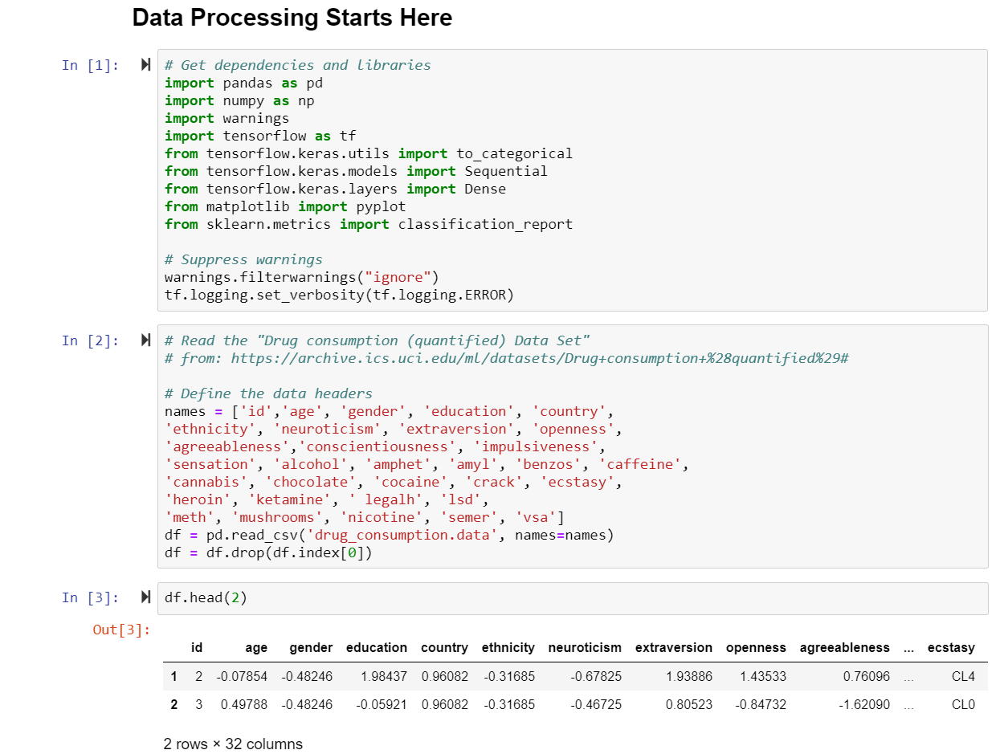 Data Processing Starts Here
In [1]:
# Get dependencies and libraries
import pandas as pd
import numpy as np
import warnings
import tensorflow as tf
from tensorflow.keras.utils import to_categorical
from tensorflow.keras.models import Sequential
from tensorflow.keras.layers import Dense
from matplotlib import pyplot
from sklearn.metrics import classification_report
# Suppress warnings
warnings.filterwarnings("ignore")
tf.logging.set_verbosity(tf.logging.ERROR)
In [2]:
# Read the "Drug consumption (quantified) Data Set"
# from: https://archive.ics.uci.edu/ml/datasets/Drug+consumption+%28quantified%29#
# Define the data headers
names = ['id','age', 'gender', 'education', 'country',
'ethnicity', 'neuroticism', 'extraversion', 'openness',
'agreeableness','conscientiousness', 'impulsiveness',
'sensation', 'alcohol', 'amphet', 'amyl', 'benzos', 'caffeine',
'cannabis', 'chocolate', 'cocaine', 'crack', 'ecstasy',
'heroin', 'ketamine', ' legalh', 'lsd',
'meth', 'mushrooms', 'nicotine', 'semer', 'vsa']
df = pd.read_csv('drug_consumption.data', names=names)
df = df.drop(df.index[0])
In [3]:
df.head(2)
Out[3]:
id age gender education country ethnicity neuroticism extraversion openness agreeableness ... ecstasy
1 2 -0.07854 -0.48246 1.98437 0.96082 -0.31685 -0.67825 1.93886 1.43533 0.76096 ... CL4
2 3 0.49788 -0.48246 -0.05921 0.96082 -0.31685 -0.46725 0.80523 -0.84732 -1.62090 ... CL0
2 rows × 32 columns